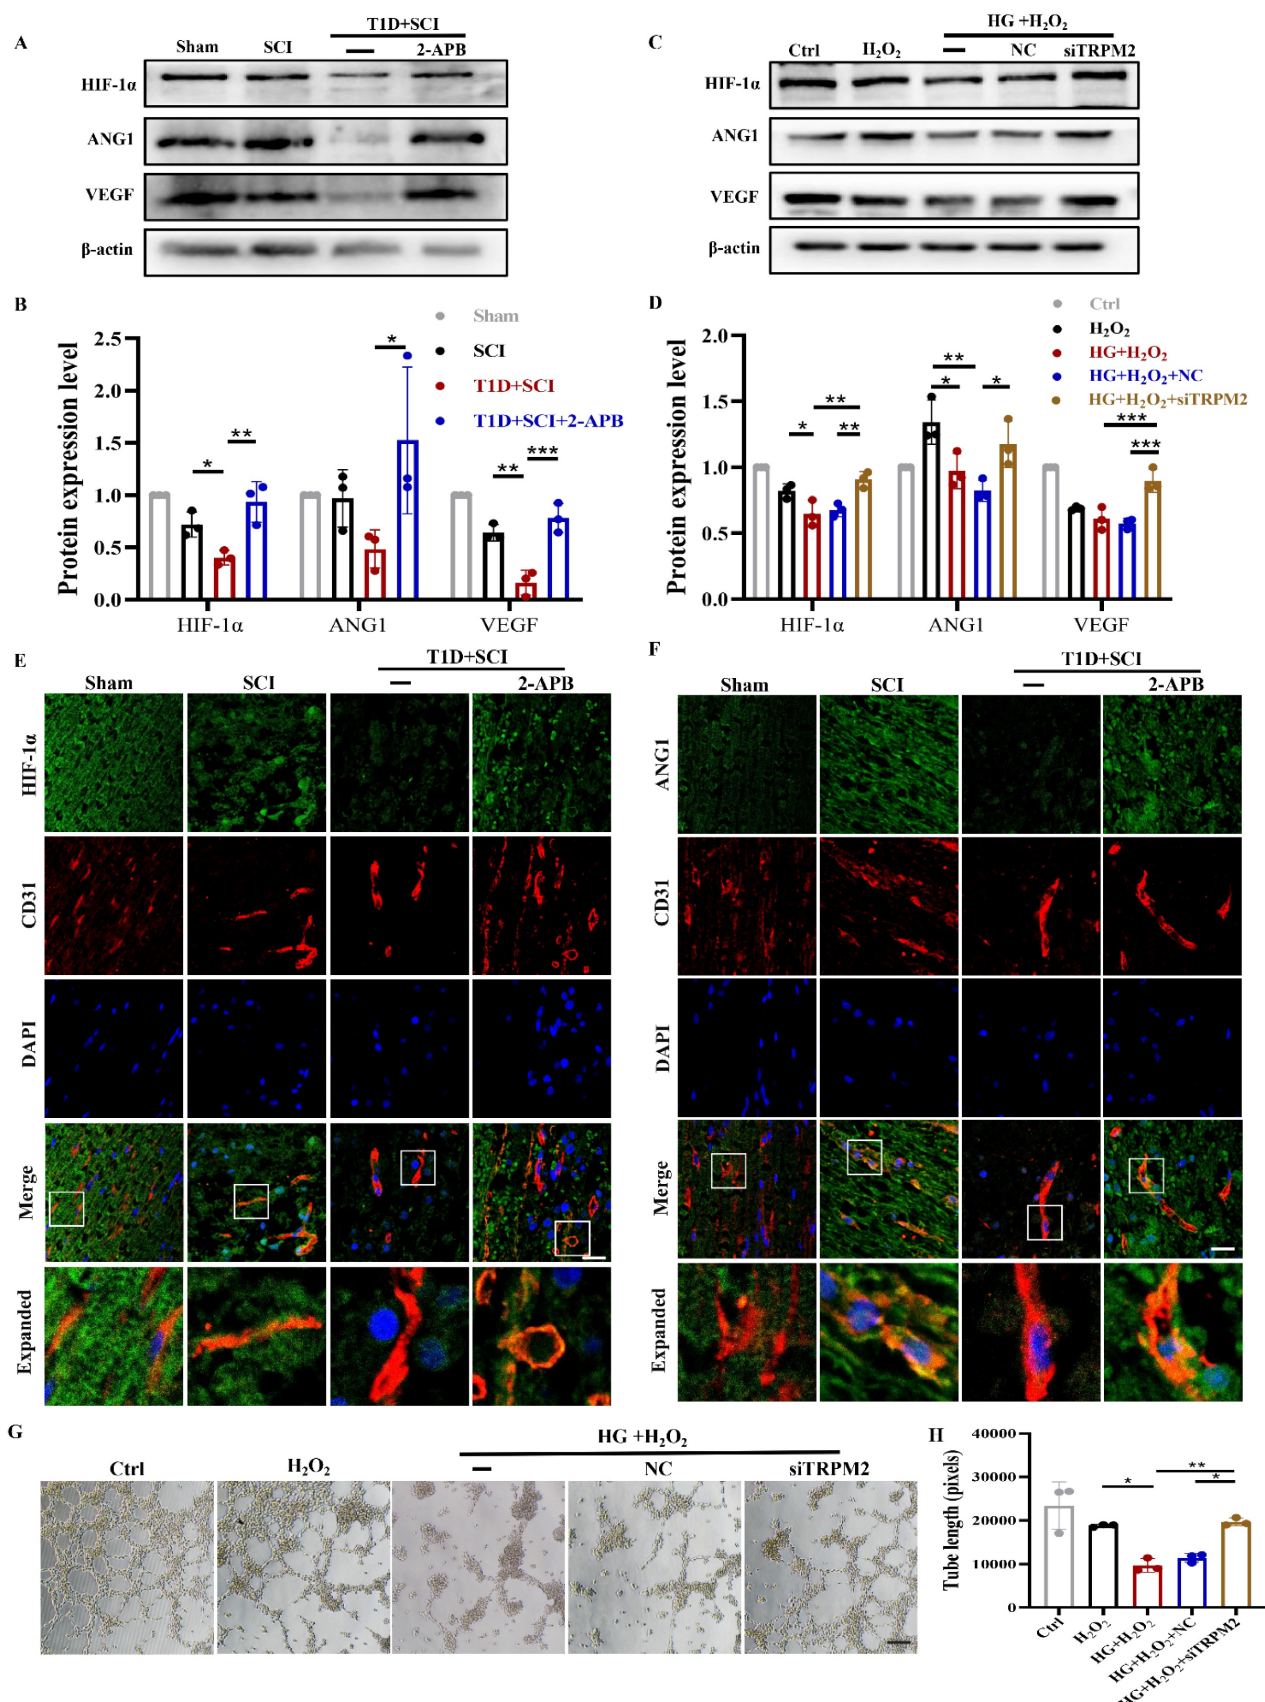 A
T1D+SCI
Sham SCI — 2-APB
HIF-1α
ANG1
VEGF
β-actin
C
HG +H₂O₂
Ctrl H₂O₂ — NC siTRPM2
HIF-1α
ANG1
VEGF
β-actin
B
Protein expression level
2.5
2.0
1.5
1.0
0.5
0.0
Sham
SCI
T1D+SCI
T1D+SCI+2-APB
* ** * ** ***
HIF-1α ANG1 VEGF
D
Protein expression level
2.0
1.5
1.0
0.5
0.0
Ctrl
H₂O₂
HG+H₂O₂
HG+H₂O₂+NC
HG+H₂O₂+siTRPM2
* ** ** ** * * *** ***
HIF-1α ANG1 VEGF
E
T1D+SCI
Sham SCI — 2-APB
HIF-1α
CD31
DAPI
Merge
Expanded
F
T1D+SCI
Sham SCI — 2-APB
ANG1
CD31
DAPI
Merge
Expanded
G
HG +H₂O₂
Ctrl H₂O₂ — NC siTRPM2
H
Tube length (pixels)
40000
30000
20000
10000
0
* ** *
Ctrl
H₂O₂
HG+H₂O₂
HG+H₂O₂+NC
HG+H₂O₂+siTRPM2